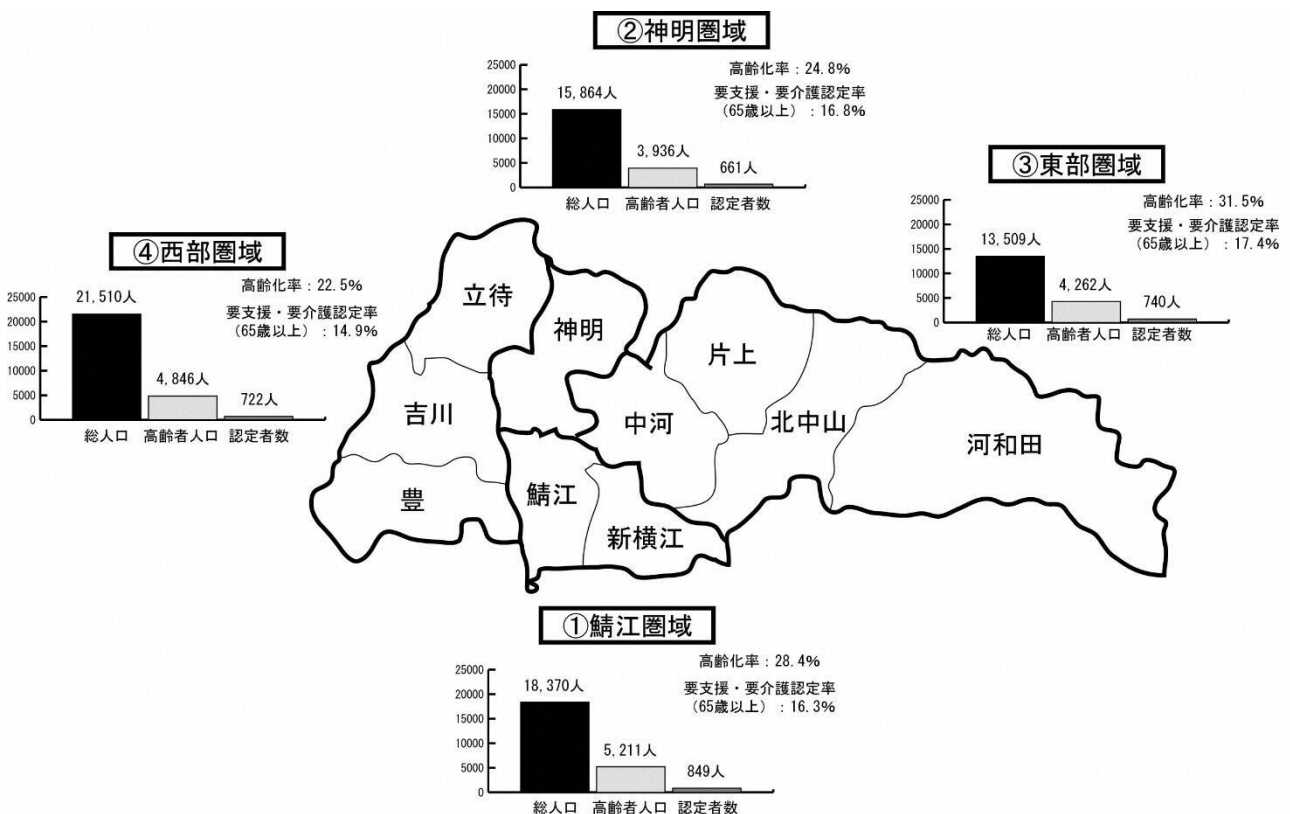 ②神明圏域
高齢化率：24.8%
要支援・要介護認定率
（65歳以上）：16.8%
25000
20000
15000
10000
5000
0
15,864人
3,936人
661人
総人口 高齢者人口 認定者数
③東部圏域
高齢化率：31.5%
要支援・要介護認定率
（65歳以上）：17.4%
25000
20000
15000
10000
5000
0
13,509人
4,262人
740人
総人口 高齢者人口 認定者数
④西部圏域
高齢化率：22.5%
要支援・要介護認定率
（65歳以上）：14.9%
25000
20000
15000
10000
5000
0
21,510人
4,846人
722人
総人口 高齢者人口 認定者数
立待
神明
片上
吉川
中河
北中山
河和田
豊
鯖江
新横江
①鯖江圏域
高齢化率：28.4%
要支援・要介護認定率
（65歳以上）：16.3%
25000
20000
15000
10000
5000
0
18,370人
5,211人
849人
総人口 高齢者人口 認定者数